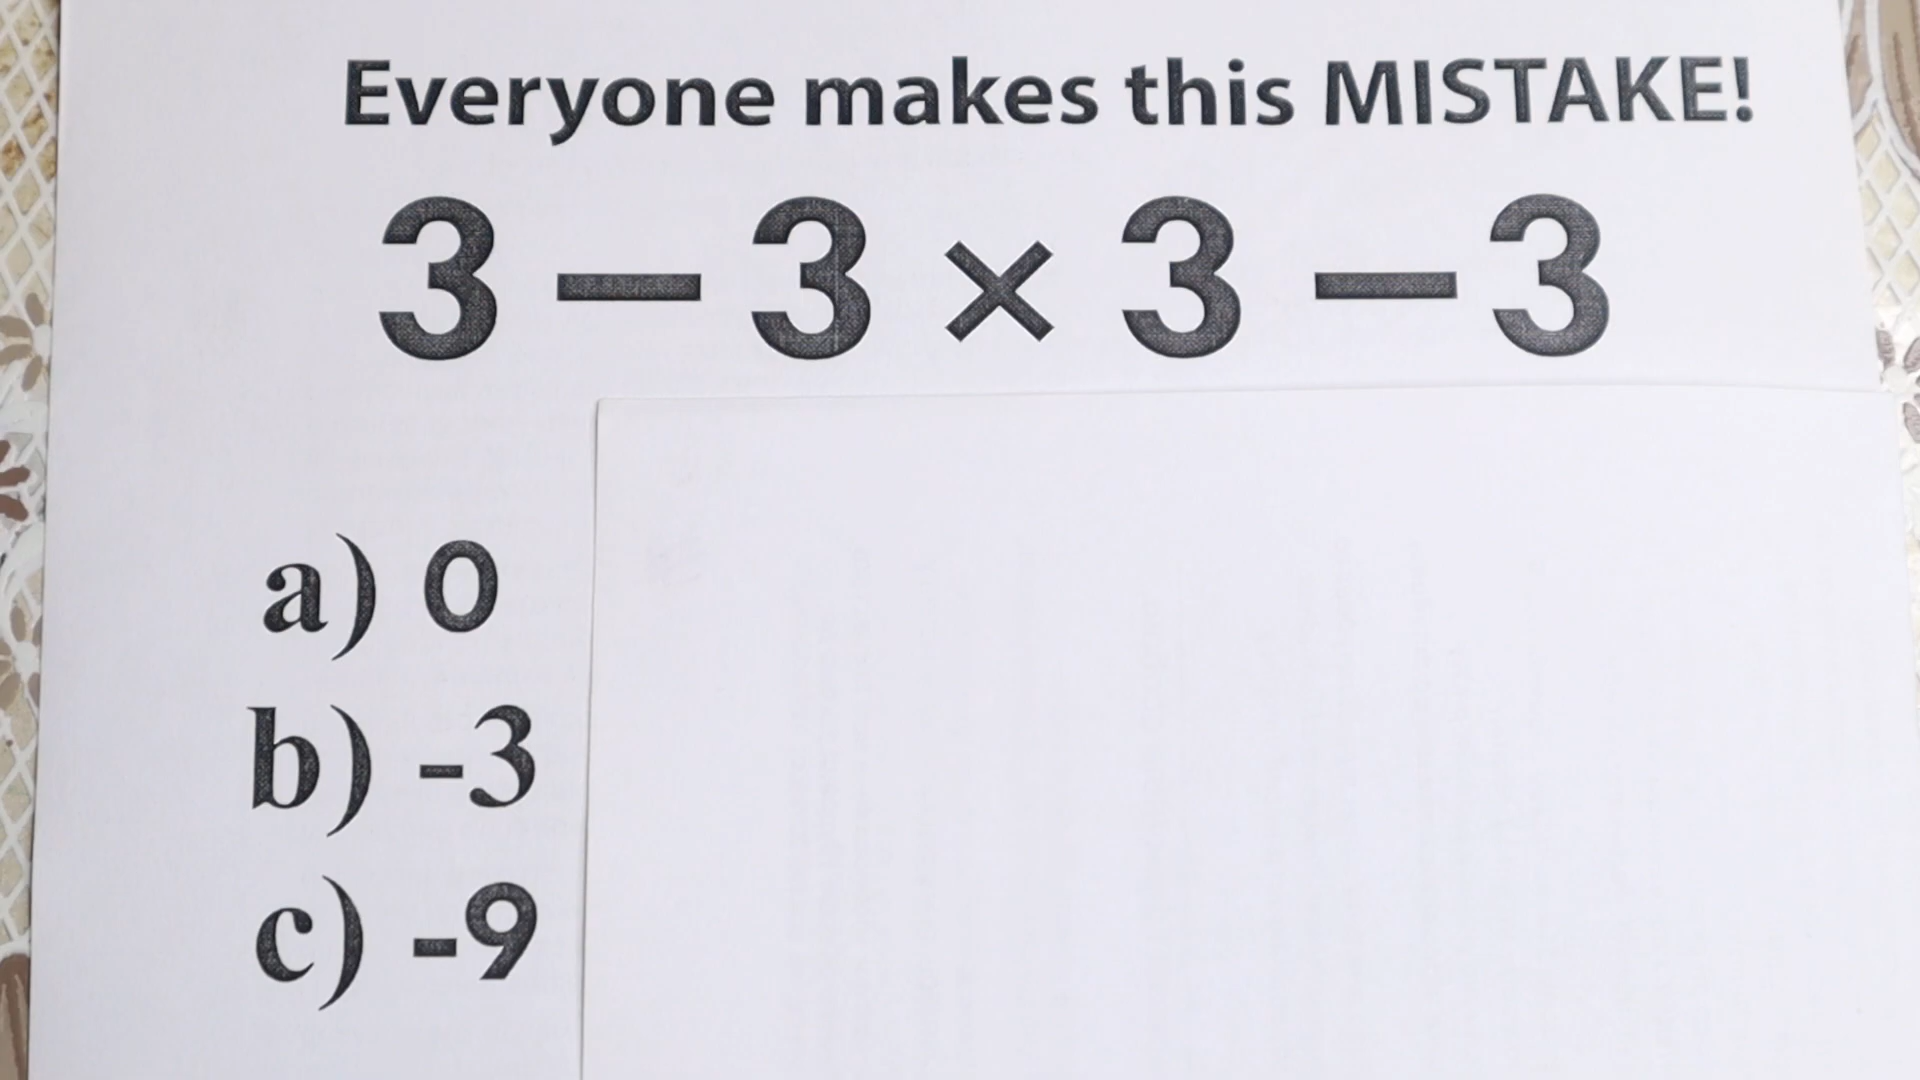 Everyone makes this MISTAKE!
3 − 3 × 3 − 3
a) 0
b) -3
c) -9